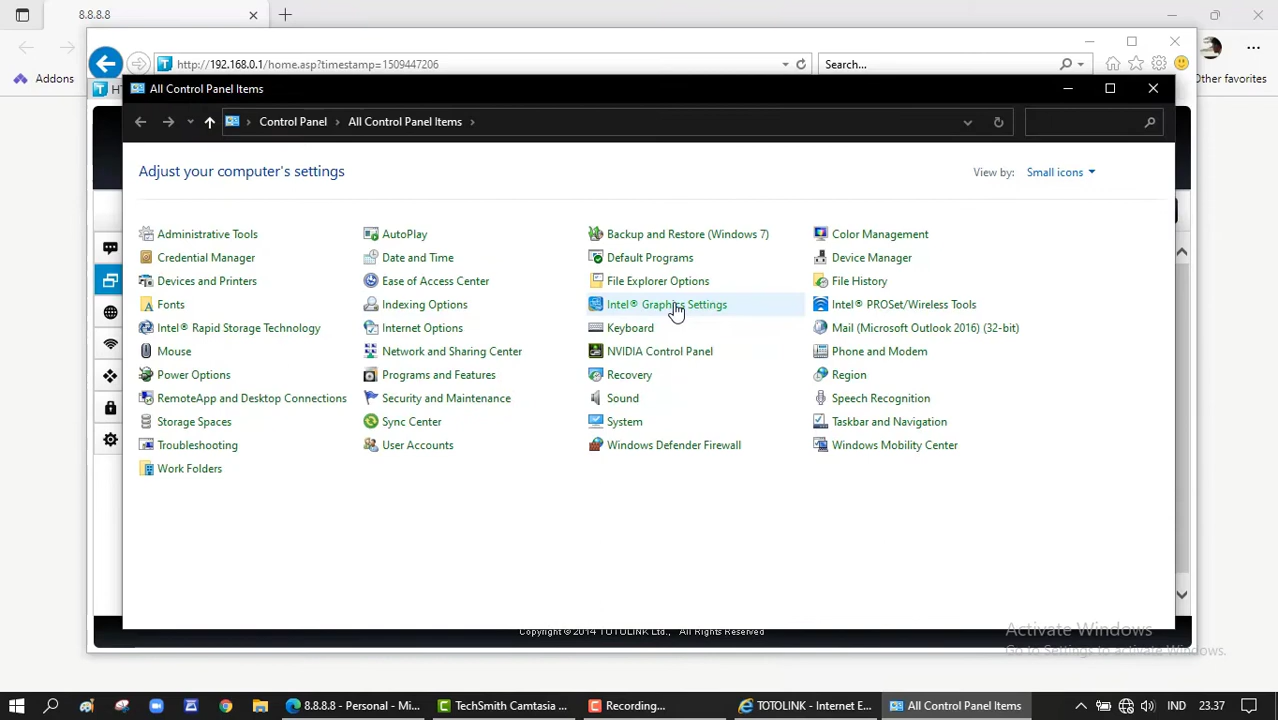 8.8.8.8
Addons
http://192.168.0.1/home.asp?timestamp=1509447206
Search...
Other favorites
All Control Panel Items
Control Panel
All Control Panel Items
Adjust your computer's settings
View by:
Small icons
Administrative Tools
AutoPlay
Backup and Restore (Windows 7)
Color Management
Credential Manager
Date and Time
Default Programs
Device Manager
Devices and Printers
Ease of Access Center
File Explorer Options
File History
Fonts
Indexing Options
Intel® Graphics Settings
Intel® PROSet/Wireless Tools
Intel® Rapid Storage Technology
Internet Options
Keyboard
Mail (Microsoft Outlook 2016) (32-bit)
Mouse
Network and Sharing Center
NVIDIA Control Panel
Phone and Modem
Power Options
Programs and Features
Recovery
Region
RemoteApp and Desktop Connections
Security and Maintenance
Sound
Speech Recognition
Storage Spaces
Sync Center
System
Taskbar and Navigation
Troubleshooting
User Accounts
Windows Defender Firewall
Windows Mobility Center
Work Folders
Copyright © 2014 TOTOLINK Ltd., All Rights Reserved
Activate Windows
Go to Settings to activate Windows.
8.8.8.8 - Personal - Mi...
TechSmith Camtasia ...
Recording...
TOTOLINK - Internet E...
All Control Panel Items
IND
23.37